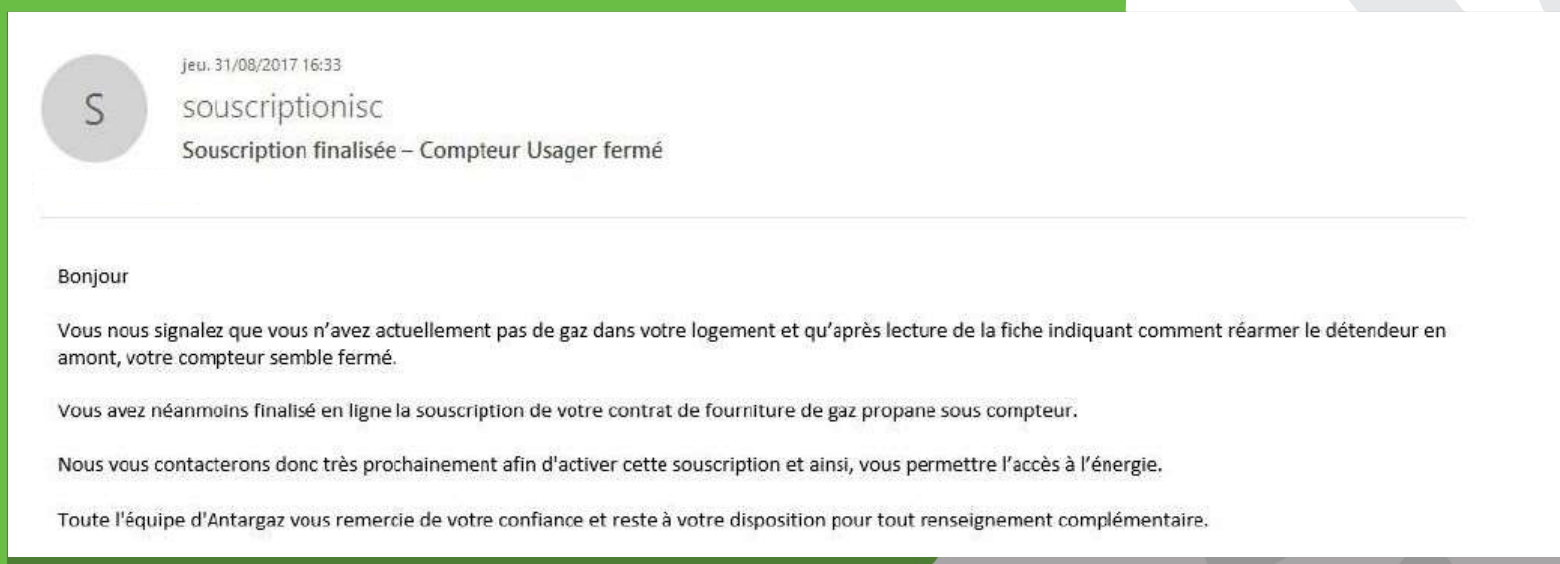 jeu. 31/08/2017 16:33
S
souscriptionisc
Souscription finalisée – Compteur Usager fermé
Bonjour
Vous nous signalez que vous n’avez actuellement pas de gaz dans votre logement et qu’après lecture de la fiche indiquant comment réarmer le détendeur en
amont, votre compteur semble fermé.
Vous avez néanmoins finalisé en ligne la souscription de votre contrat de fourniture de gaz propane sous compteur.
Nous vous contacterons donc très prochainement afin d'activer cette souscription et ainsi, vous permettre l’accès à l’énergie.
Toute l'équipe d'Antargaz vous remercie de votre confiance et reste à votre disposition pour tout renseignement complémentaire.